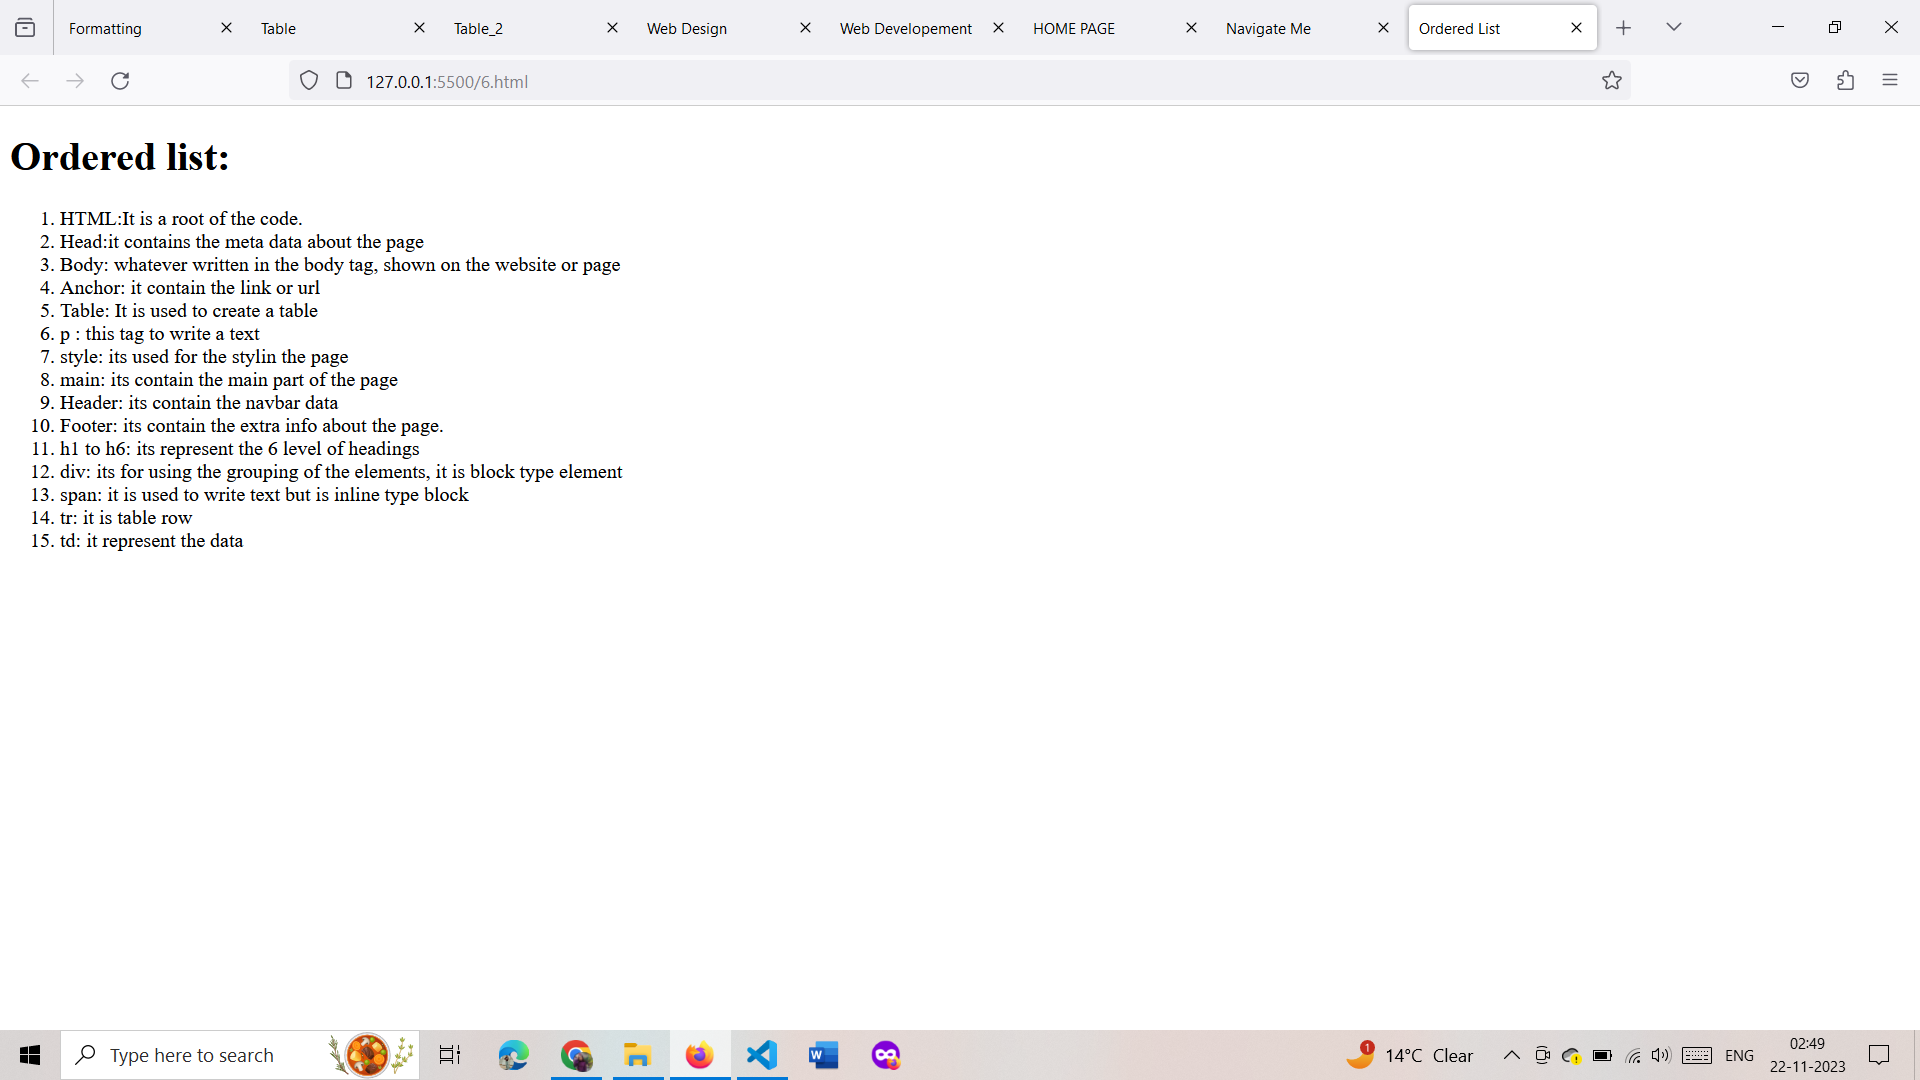 Formatting
Table
Table_2
Web Design
Web Developement
HOME PAGE
Navigate Me
Ordered List
127.0.0.1:5500/6.html
Ordered list:
1. HTML:It is a root of the code.
2. Head:it contains the meta data about the page
3. Body: whatever written in the body tag, shown on the website or page
4. Anchor: it contain the link or url
5. Table: It is used to create a table
6. p : this tag to write a text
7. style: its used for the stylin the page
8. main: its contain the main part of the page
9. Header: its contain the navbar data
10. Footer: its contain the extra info about the page.
11. h1 to h6: its represent the 6 level of headings
12. div: its for using the grouping of the elements, it is block type element
13. span: it is used to write text but is inline type block
14. tr: it is table row
15. td: it represent the data
Type here to search
W
1
14°C Clear
ENG
02:49
22-11-2023